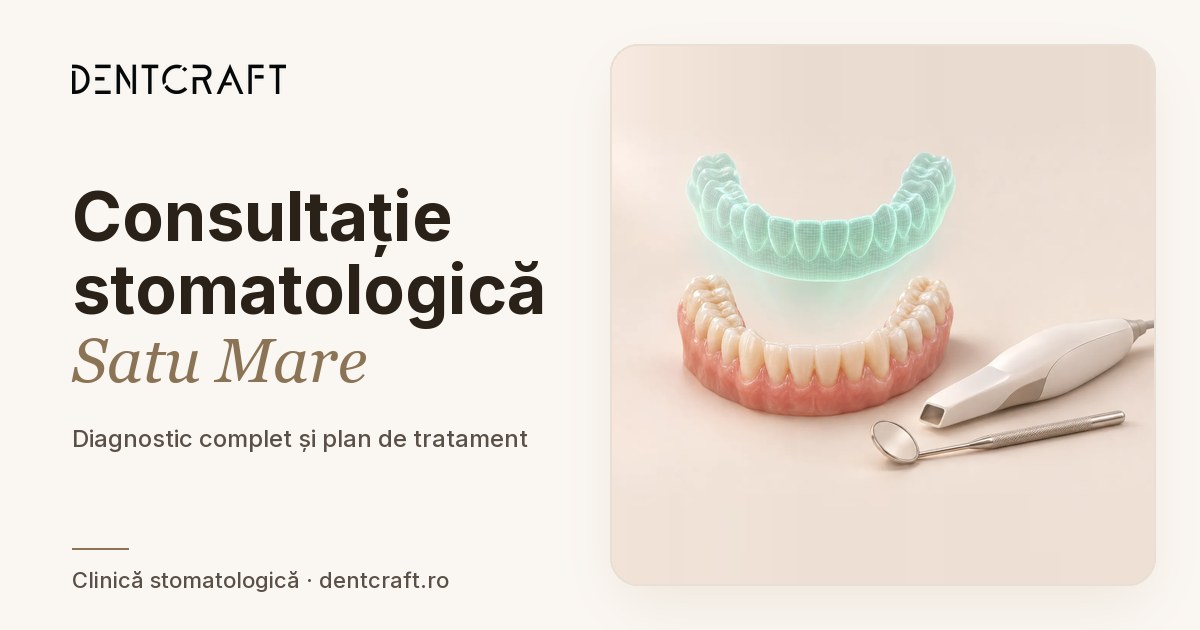 DENTCRAFT
Consultație
stomatologică
Satu Mare
Diagnostic complet și plan de tratament
Clinică stomatologică · dentcraft.ro